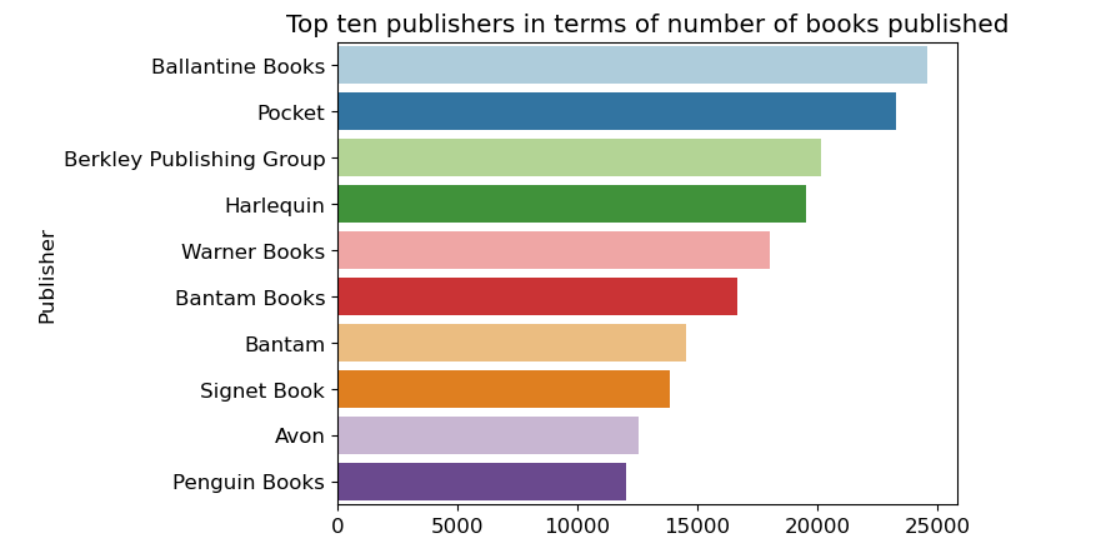 Top ten publishers in terms of number of books published
Publisher
Ballantine Books
Pocket
Berkley Publishing Group
Harlequin
Warner Books
Bantam Books
Bantam
Signet Book
Avon
Penguin Books
0 5000 10000 15000 20000 25000